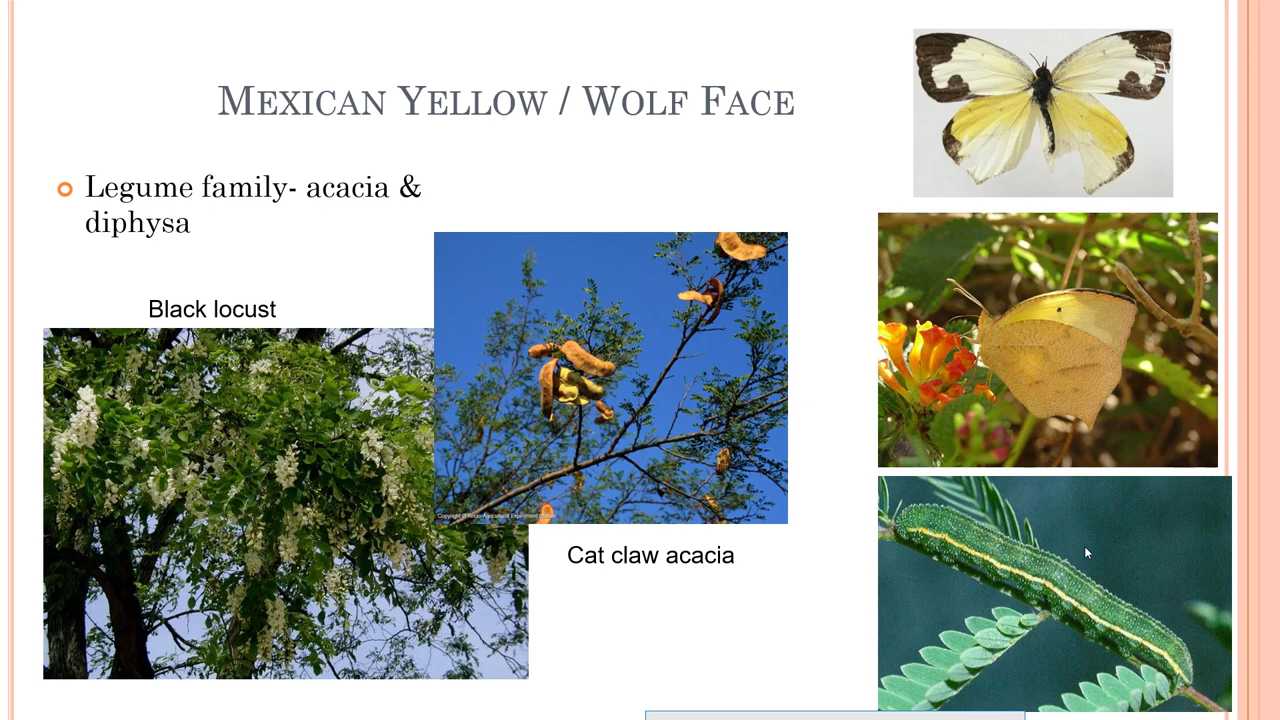 MEXICAN YELLOW / WOLF FACE
Legume family- acacia &
diphysa
Black locust
Cat claw acacia